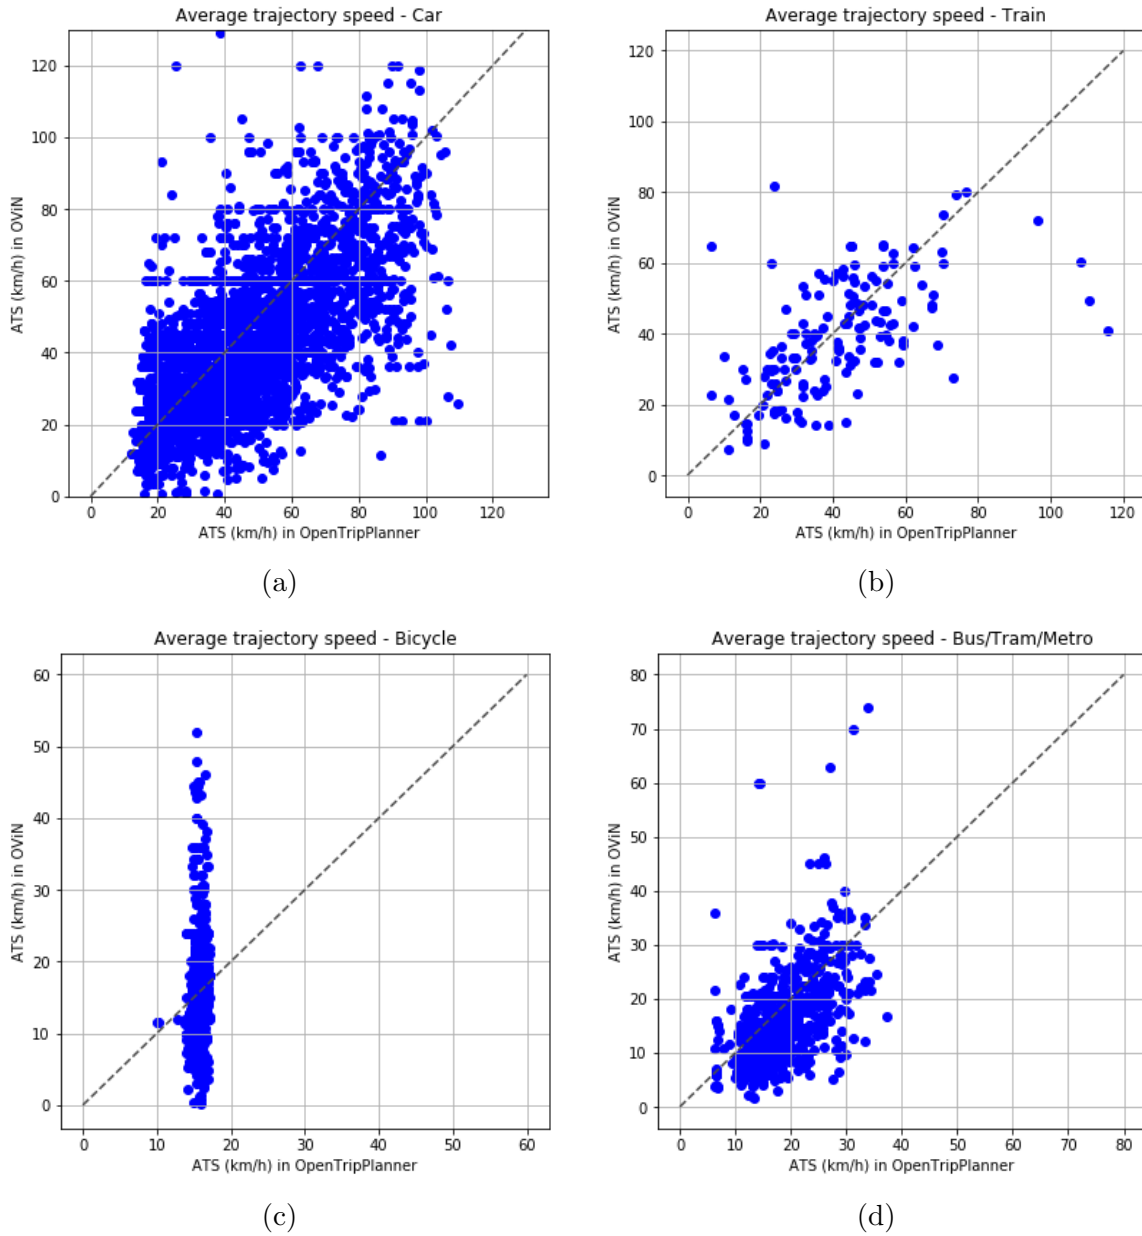 Average trajectory speed - Car
120
100
80
60
40
20
0
ATS (km/h) in OViN
0 20 40 60 80 100 120
ATS (km/h) in OpenTripPlanner
(a)
Average trajectory speed - Train
120
100
80
60
40
20
0
ATS (km/h) in OViN
0 20 40 60 80 100 120
ATS (km/h) in OpenTripPlanner
(b)
Average trajectory speed - Bicycle
60
50
40
30
20
10
0
ATS (km/h) in OViN
0 10 20 30 40 50 60
ATS (km/h) in OpenTripPlanner
(c)
Average trajectory speed - Bus/Tram/Metro
80
70
60
50
40
30
20
10
0
ATS (km/h) in OViN
0 10 20 30 40 50 60 70 80
ATS (km/h) in OpenTripPlanner
(d)